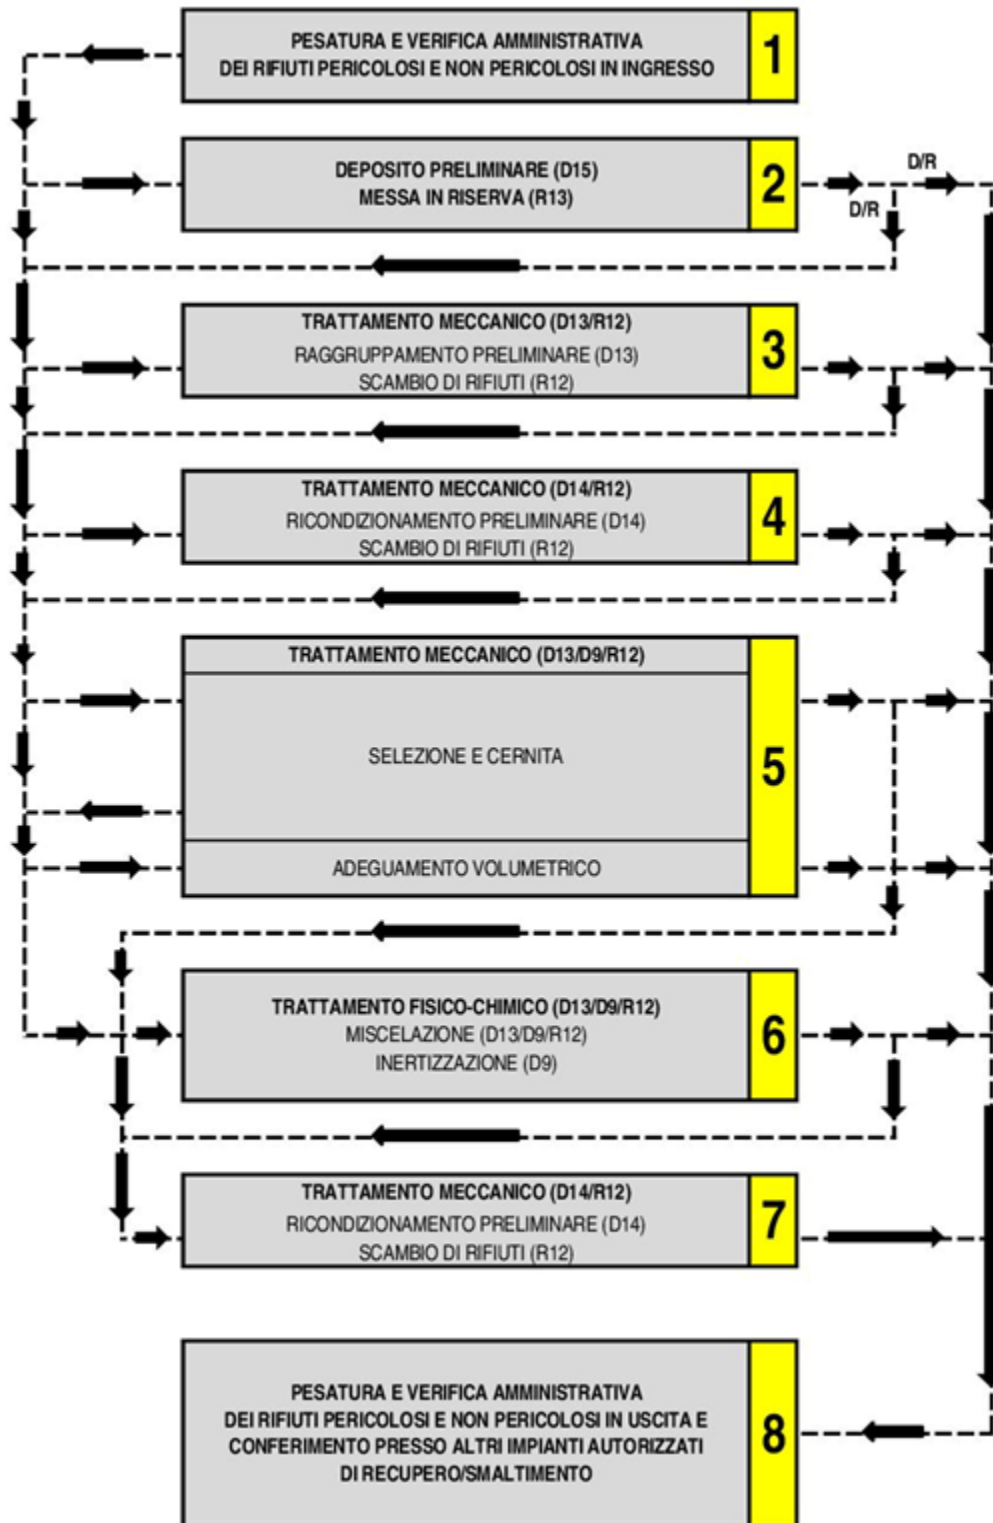 PESATURA E VERIFICA AMMINISTRATIVA
DEI RIFIUTI PERICOLOSI E NON PERICOLOSI IN INGRESSO
1
DEPOSITO PRELIMINARE (D15)
MESSA IN RISERVA (R13)
2
D/R
D/R
TRATTAMENTO MECCANICO (D13/R12)
RAGGRUPPAMENTO PRELIMINARE (D13)
SCAMBIO DI RIFIUTI (R12)
3
TRATTAMENTO MECCANICO (D14/R12)
RICONDIZIONAMENTO PRELIMINARE (D14)
SCAMBIO DI RIFIUTI (R12)
4
TRATTAMENTO MECCANICO (D13/D9/R12)
SELEZIONE E CERNITA
5
ADEGUAMENTO VOLUMETRICO
TRATTAMENTO FISICO-CHIMICO (D13/D9/R12)
MISCELAZIONE (D13/D9/R12)
INERTIZZAZIONE (D9)
6
TRATTAMENTO MECCANICO (D14/R12)
RICONDIZIONAMENTO PRELIMINARE (D14)
SCAMBIO DI RIFIUTI (R12)
7
PESATURA E VERIFICA AMMINISTRATIVA
DEI RIFIUTI PERICOLOSI E NON PERICOLOSI IN USCITA E
CONFERIMENTO PRESSO ALTRI IMPIANTI AUTORIZZATI
DI RECUPERO/SMALTIMENTO
8